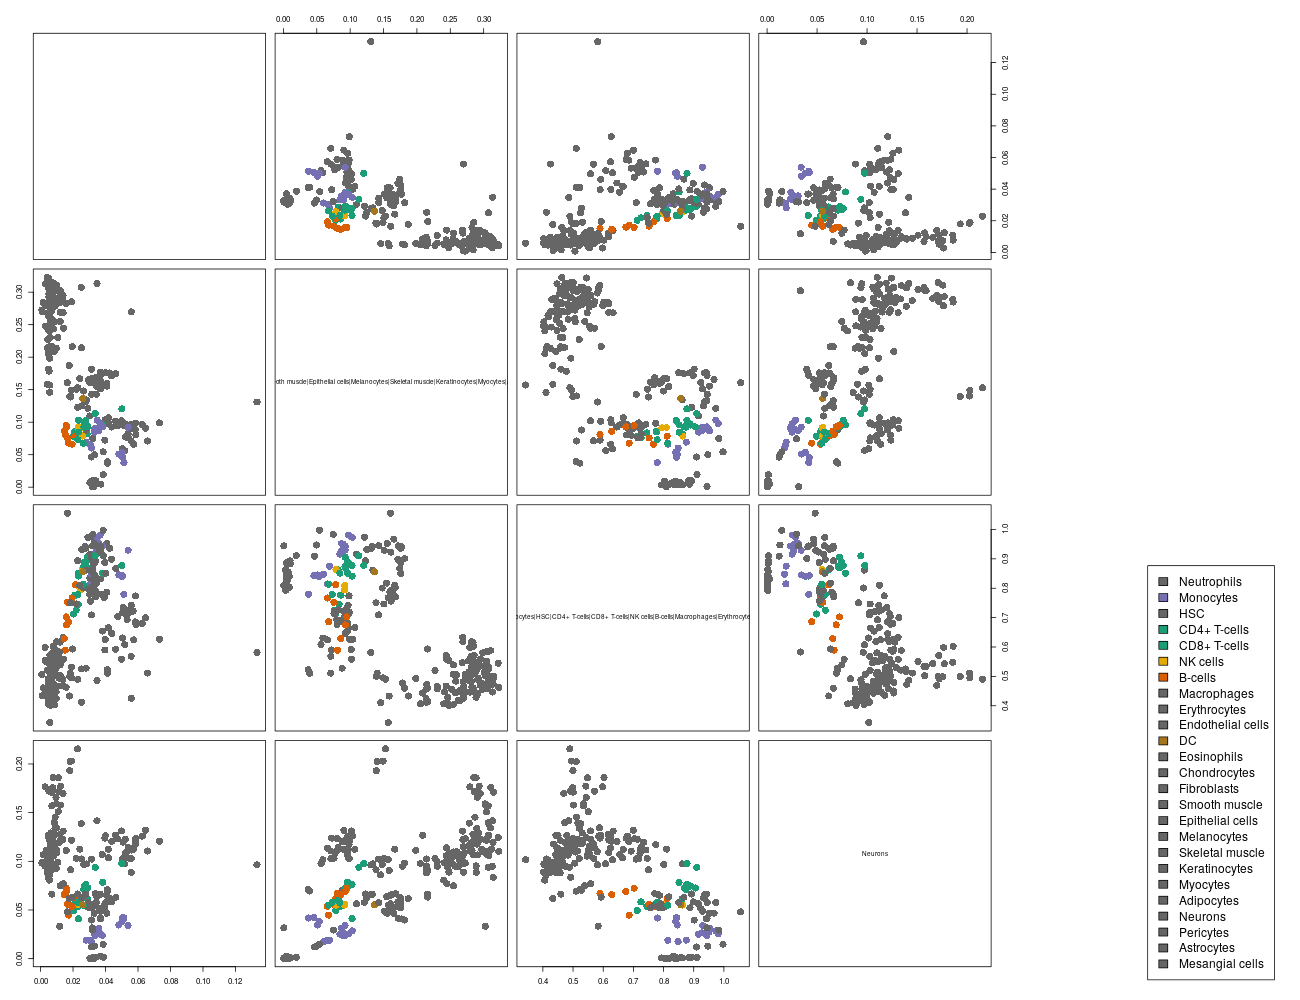 0.00 0.05 0.10 0.20 0.30 0.00 0.05 0.10 0.20
0.00 0.02 0.04 0.06 0.08 0.10 0.12
0.00 0.05 0.10 0.15 0.20 0.25 0.30
oth muscle|Epithelial cells|Melanocytes|Skeletal muscle|Keratinocytes|Myocytes|
ocytes|HSC|CD4+ T-cells|CD8+ T-cells|NK cells|B-cells|Macrophages|Erythrocyte
0.4 0.5 0.6 0.7 0.8 0.9 1.0
0.00 0.05 0.10 0.15 0.20
Neurons
0.00 0.02 0.04 0.06 0.08 0.10 0.12 0.4 0.5 0.6 0.7 0.8 0.9 1.0
Neutrophils
Monocytes
HSC
CD4+ T-cells
CD8+ T-cells
NK cells
B-cells
Macrophages
Erythrocytes
Endothelial cells
DC
Eosinophils
Chondrocytes
Fibroblasts
Smooth muscle
Epithelial cells
Melanocytes
Skeletal muscle
Keratinocytes
Myocytes
Adipocytes
Neurons
Pericytes
Astrocytes
Mesangial cells